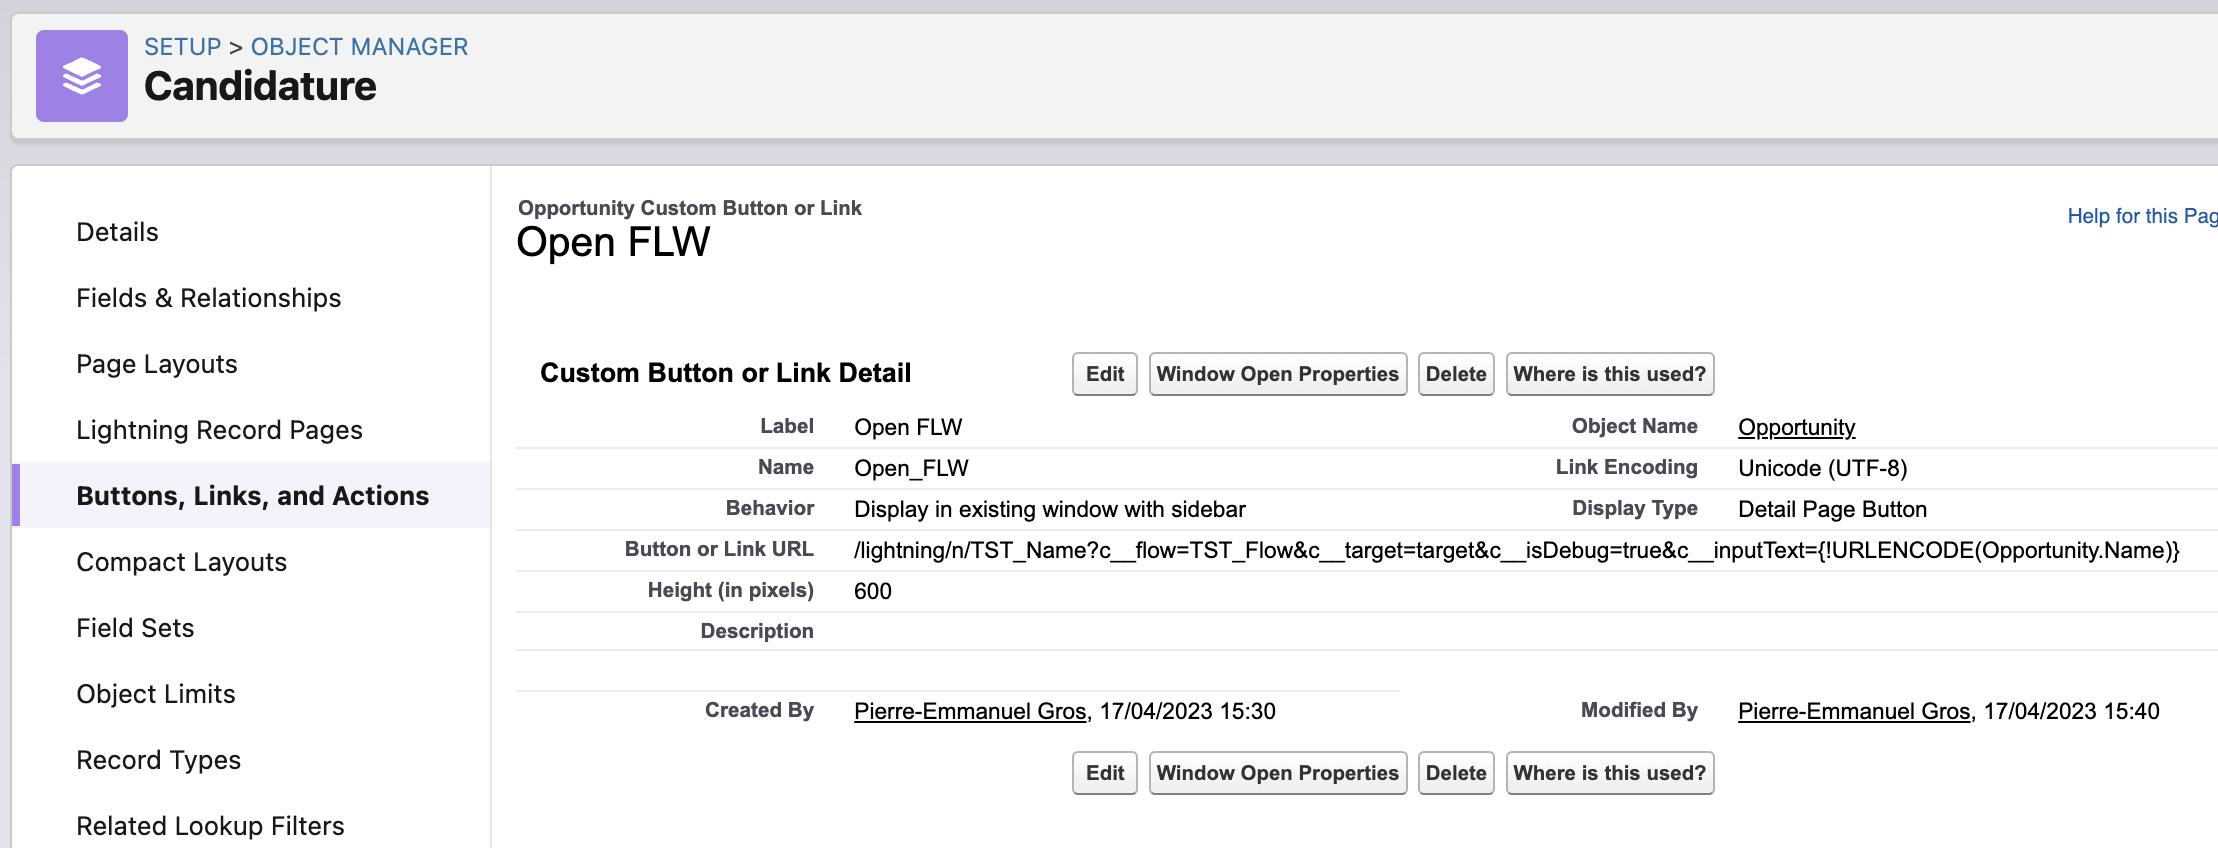 SETUP > OBJECT MANAGER
Candidature
Details
Fields & Relationships
Page Layouts
Lightning Record Pages
Buttons, Links, and Actions
Compact Layouts
Field Sets
Object Limits
Record Types
Related Lookup Filters
Opportunity Custom Button or Link
Open FLW
Help for this Pag
Custom Button or Link Detail
Edit Window Open Properties Delete Where is this used?
Label Open FLW Object Name Opportunity
Name Open_FLW Link Encoding Unicode (UTF-8)
Behavior Display in existing window with sidebar Display Type Detail Page Button
Button or Link URL /lightning/n/TST_Name?c__flow=TST_Flow&c__target=target&c__isDebug=true&c__inputText={!URLENCODE(Opportunity.Name)}
Height (in pixels) 600
Description
Created By Pierre-Emmanuel Gros, 17/04/2023 15:30 Modified By Pierre-Emmanuel Gros, 17/04/2023 15:40
Edit Window Open Properties Delete Where is this used?